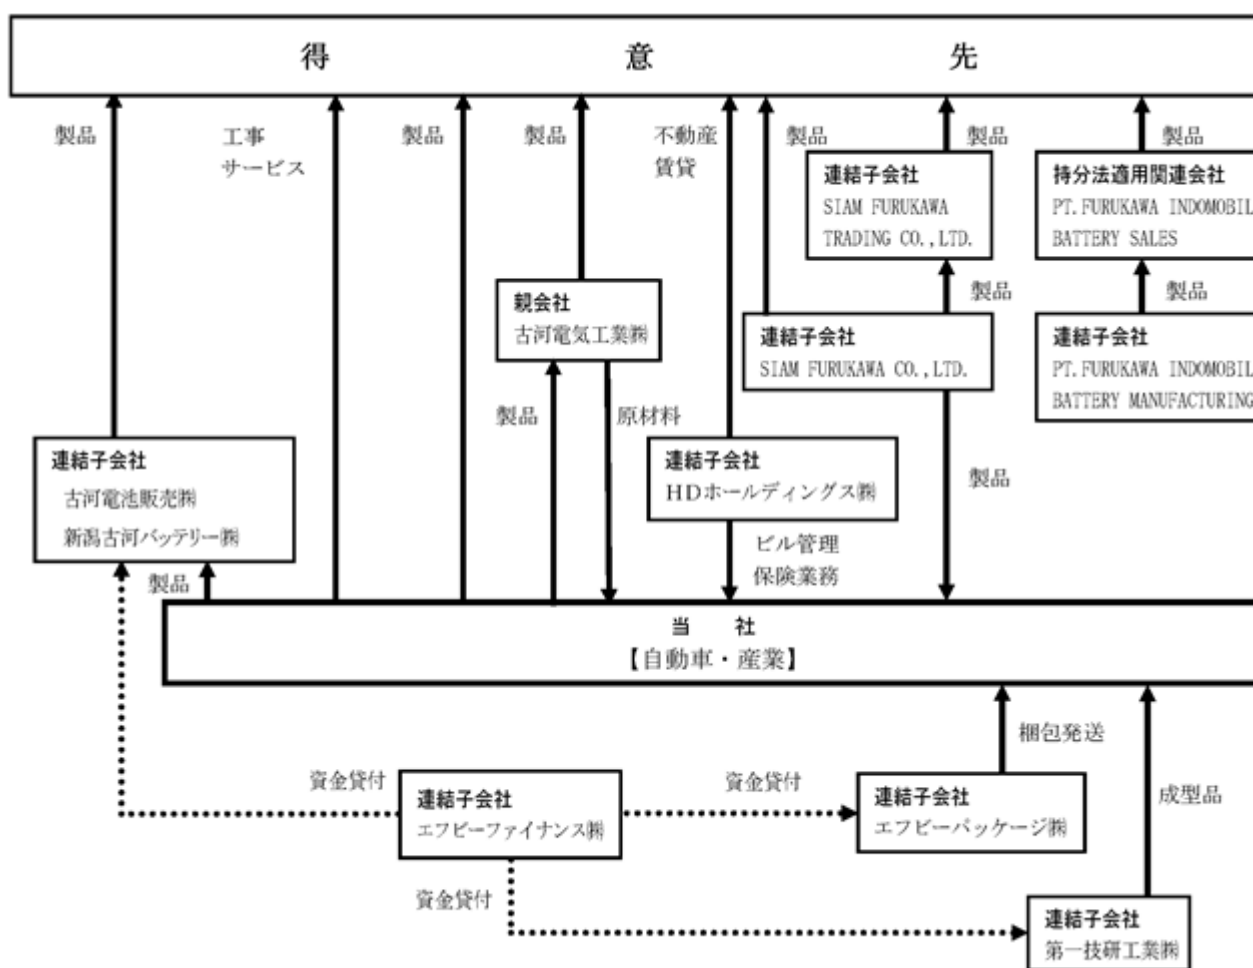 得意先
製品
工事
サービス
製品
製品
不動産
賃貸
製品
製品
製品
連結子会社
SIAM FURUKAWA
TRADING CO.,LTD.
持分法適用関連会社
PT.FURUKAWA INDOMOBIL
BATTERY SALES
製品
製品
親会社
古河電気工業㈱
連結子会社
SIAM FURUKAWA CO.,LTD.
連結子会社
PT.FURUKAWA INDOMOBIL
BATTERY MANUFACTURING
製品
原材料
連結子会社
古河電池販売㈱
新潟古河バッテリー㈱
連結子会社
HDホールディングス㈱
製品
製品
ビル管理
保険業務
当社
【自動車・産業】
梱包発送
資金貸付
連結子会社
エフビーファイナンス㈱
資金貸付
連結子会社
エフビーパッケージ㈱
成型品
資金貸付
連結子会社
第一技研工業㈱